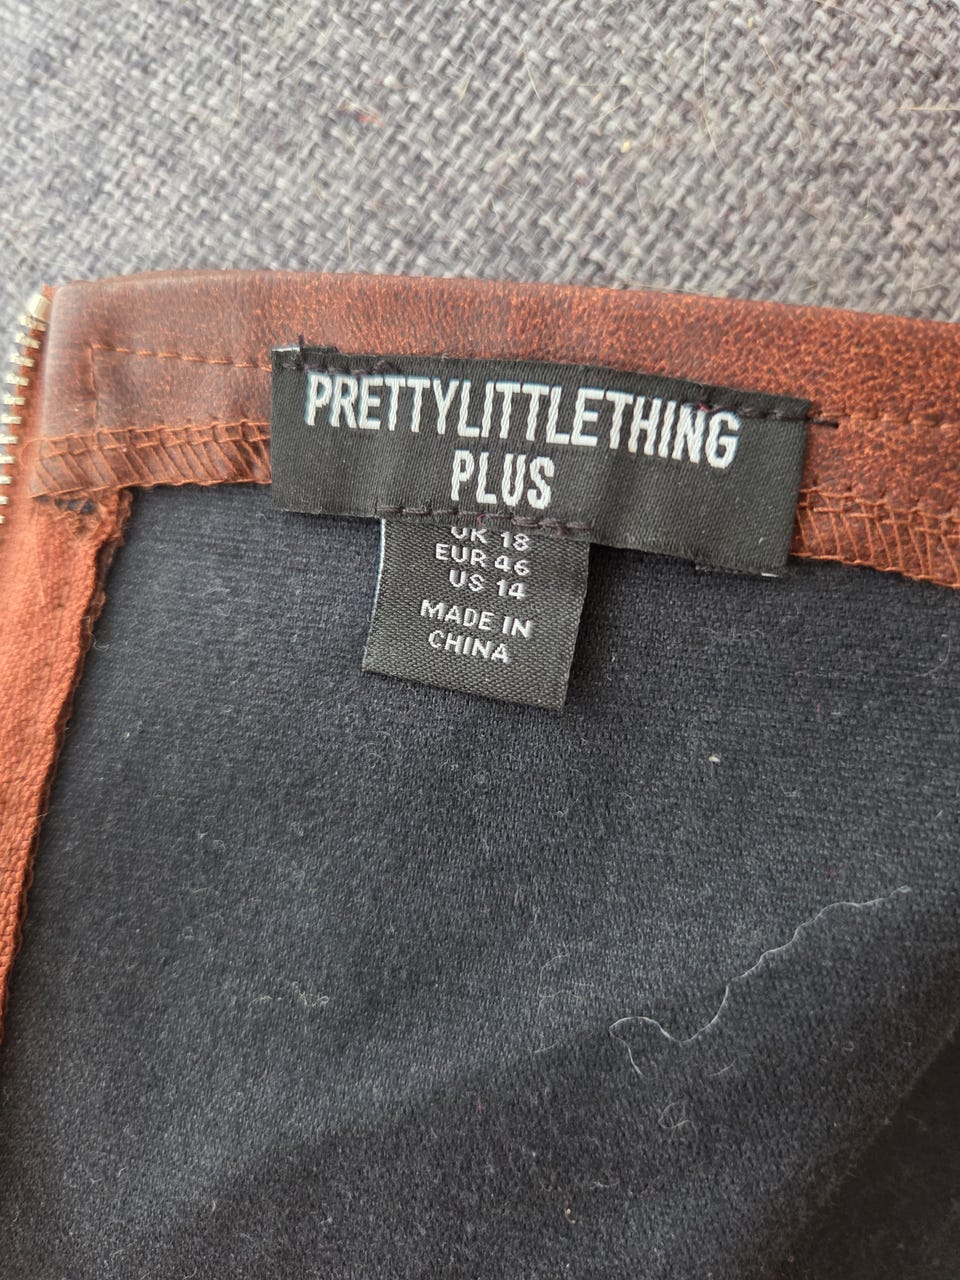 PRETTYLITTLETHING
PLUS
UK 18
EUR 46
US 14
MADE IN
CHINA